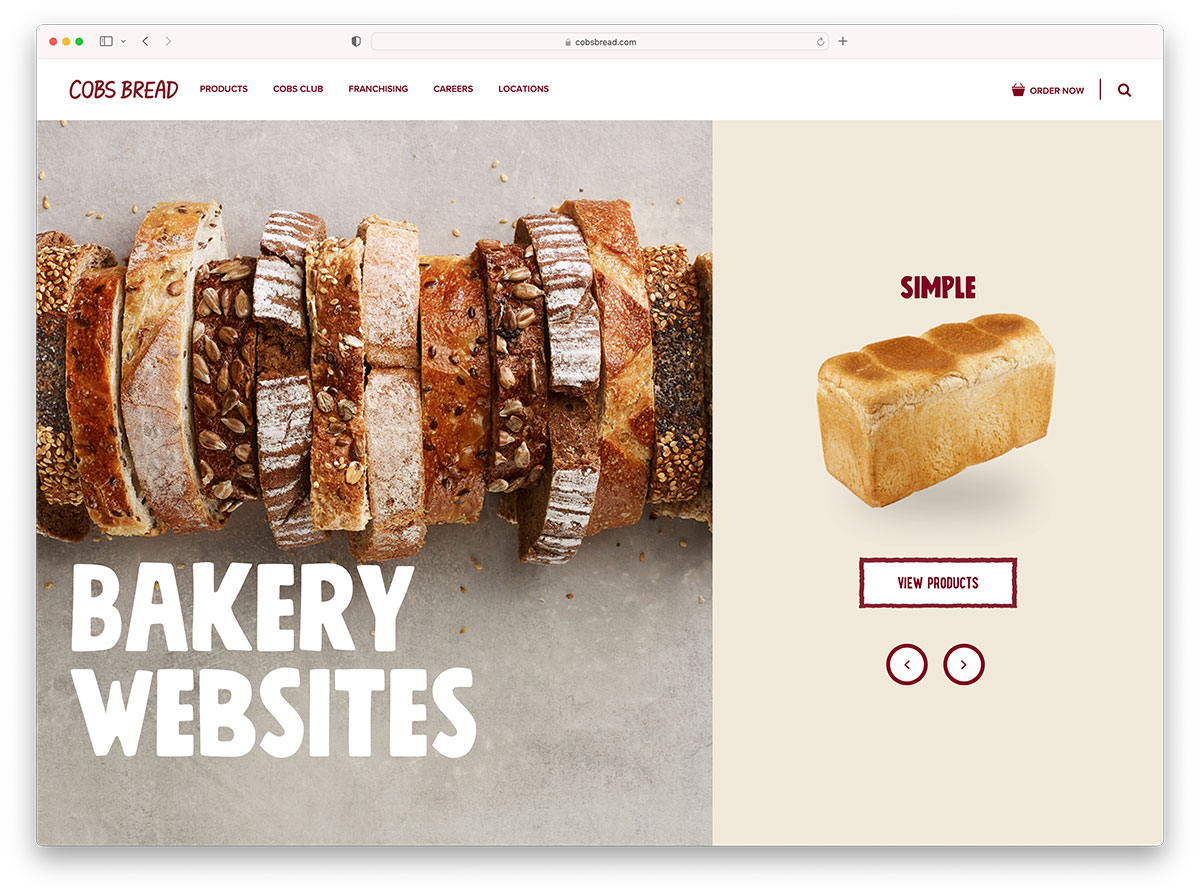 cobsbread.com
COBS BREAD PRODUCTS COBS CLUB FRANCHISING CAREERS LOCATIONS ORDER NOW
SIMPLE
VIEW PRODUCTS
BAKERY
WEBSITES